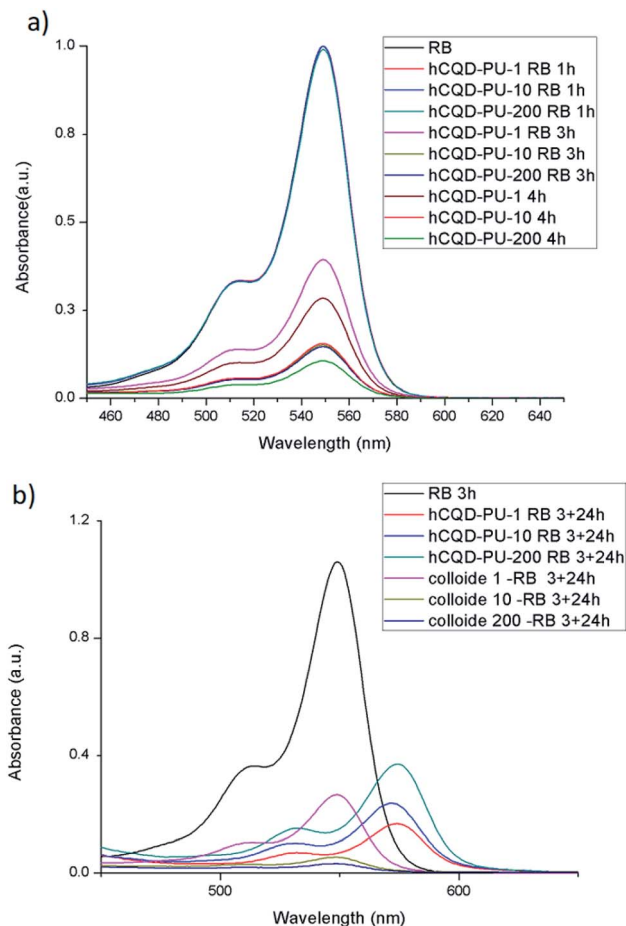 a)
RB
hCQD-PU-1 RB 1h
hCQD-PU-10 RB 1h
hCQD-PU-200 RB 1h
hCQD-PU-1 RB 3h
hCQD-PU-10 RB 3h
hCQD-PU-200 RB 3h
hCQD-PU-1 4h
hCQD-PU-10 4h
hCQD-PU-200 4h
Absorbance(a.u.)
1.0
0.8
0.5
0.3
0.0
460 480 500 520 540 560 580 600 620 640
Wavelength (nm)
b)
RB 3h
hCQD-PU-1 RB 3+24h
hCQD-PU-10 RB 3+24h
hCQD-PU-200 RB 3+24h
colloide 1 -RB 3+24h
colloide 10 -RB 3+24h
colloide 200 -RB 3+24h
Absorbance (a.u.)
1.2
0.8
0.4
0.0
500 600
Wavelength (nm)